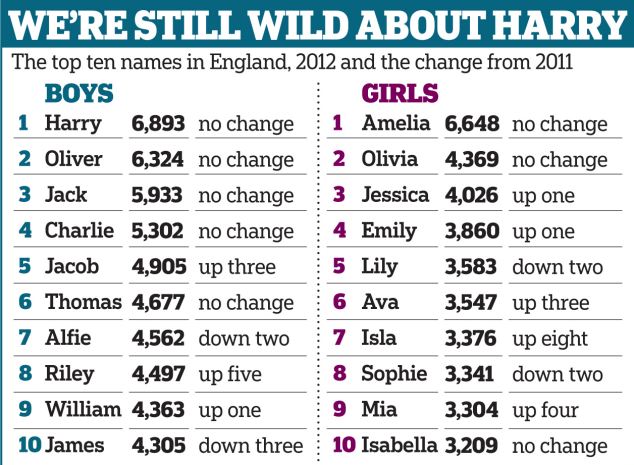 WE'RE STILL WILD ABOUT HARRY
The top ten names in England, 2012 and the change from 2011
BOYS
1 Harry 6,893 no change
2 Oliver 6,324 no change
3 Jack 5,933 no change
4 Charlie 5,302 no change
5 Jacob 4,905 up three
6 Thomas 4,677 no change
7 Alfie 4,562 down two
8 Riley 4,497 up five
9 William 4,363 up one
10 James 4,305 down three
GIRLS
1 Amelia 6,648 no change
2 Olivia 4,369 no change
3 Jessica 4,026 up one
4 Emily 3,860 up one
5 Lily 3,583 down two
6 Ava 3,547 up three
7 Isla 3,376 up eight
8 Sophie 3,341 down two
9 Mia 3,304 up four
10 Isabella 3,209 no change